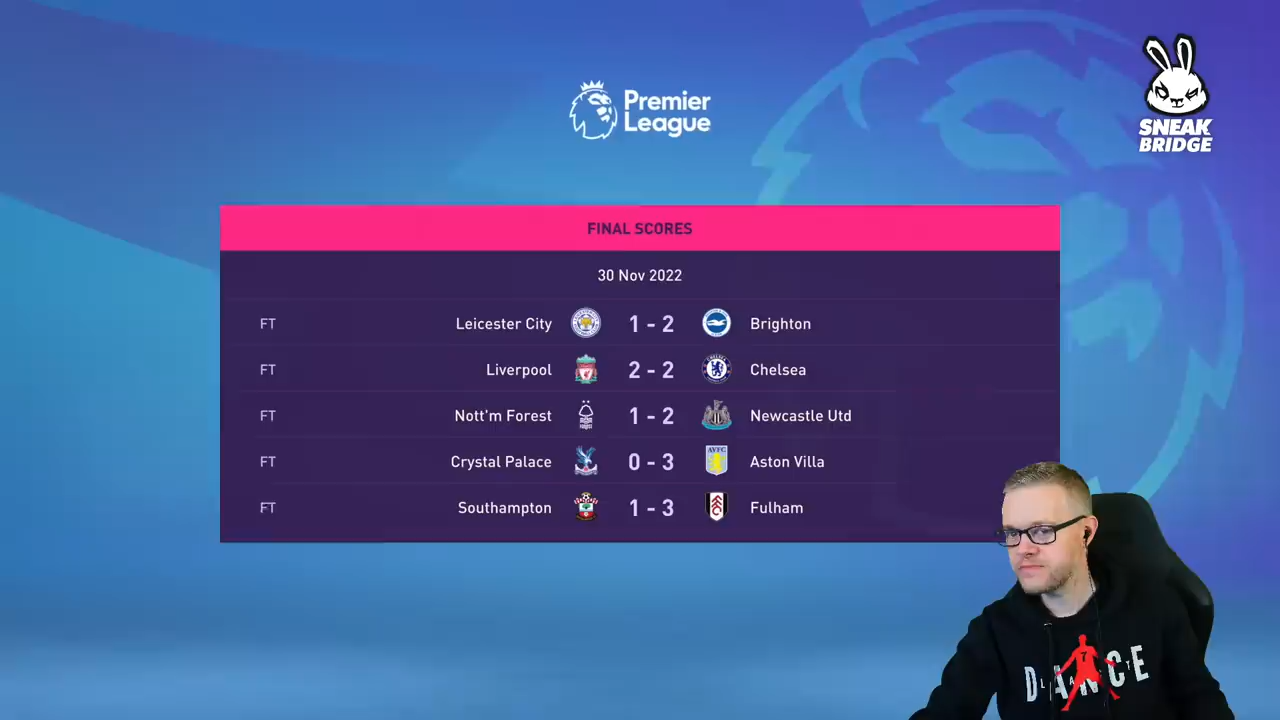 Premier
League
SNEAK
BRIDGE
FINAL SCORES
30 Nov 2022
FT Leicester City 1 - 2 Brighton
FT Liverpool 2 - 2 Chelsea
FT Nott'm Forest 1 - 2 Newcastle Utd
FT Crystal Palace 0 - 3 Aston Villa
FT Southampton 1 - 3 Fulham
DANCE
7